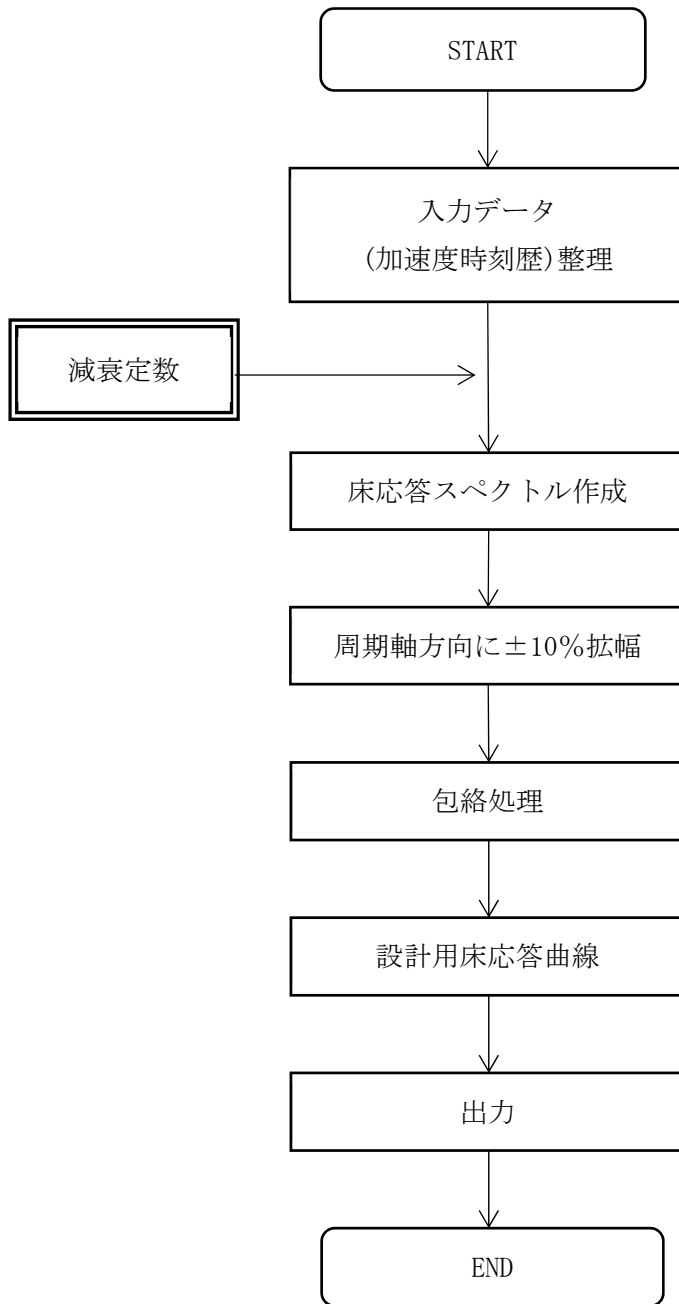 START
入力データ
(加速度時刻歴)整理
減衰定数
床応答スペクトル作成
周期軸方向に±10％拡幅
包絡処理
設計用床応答曲線
出力
END